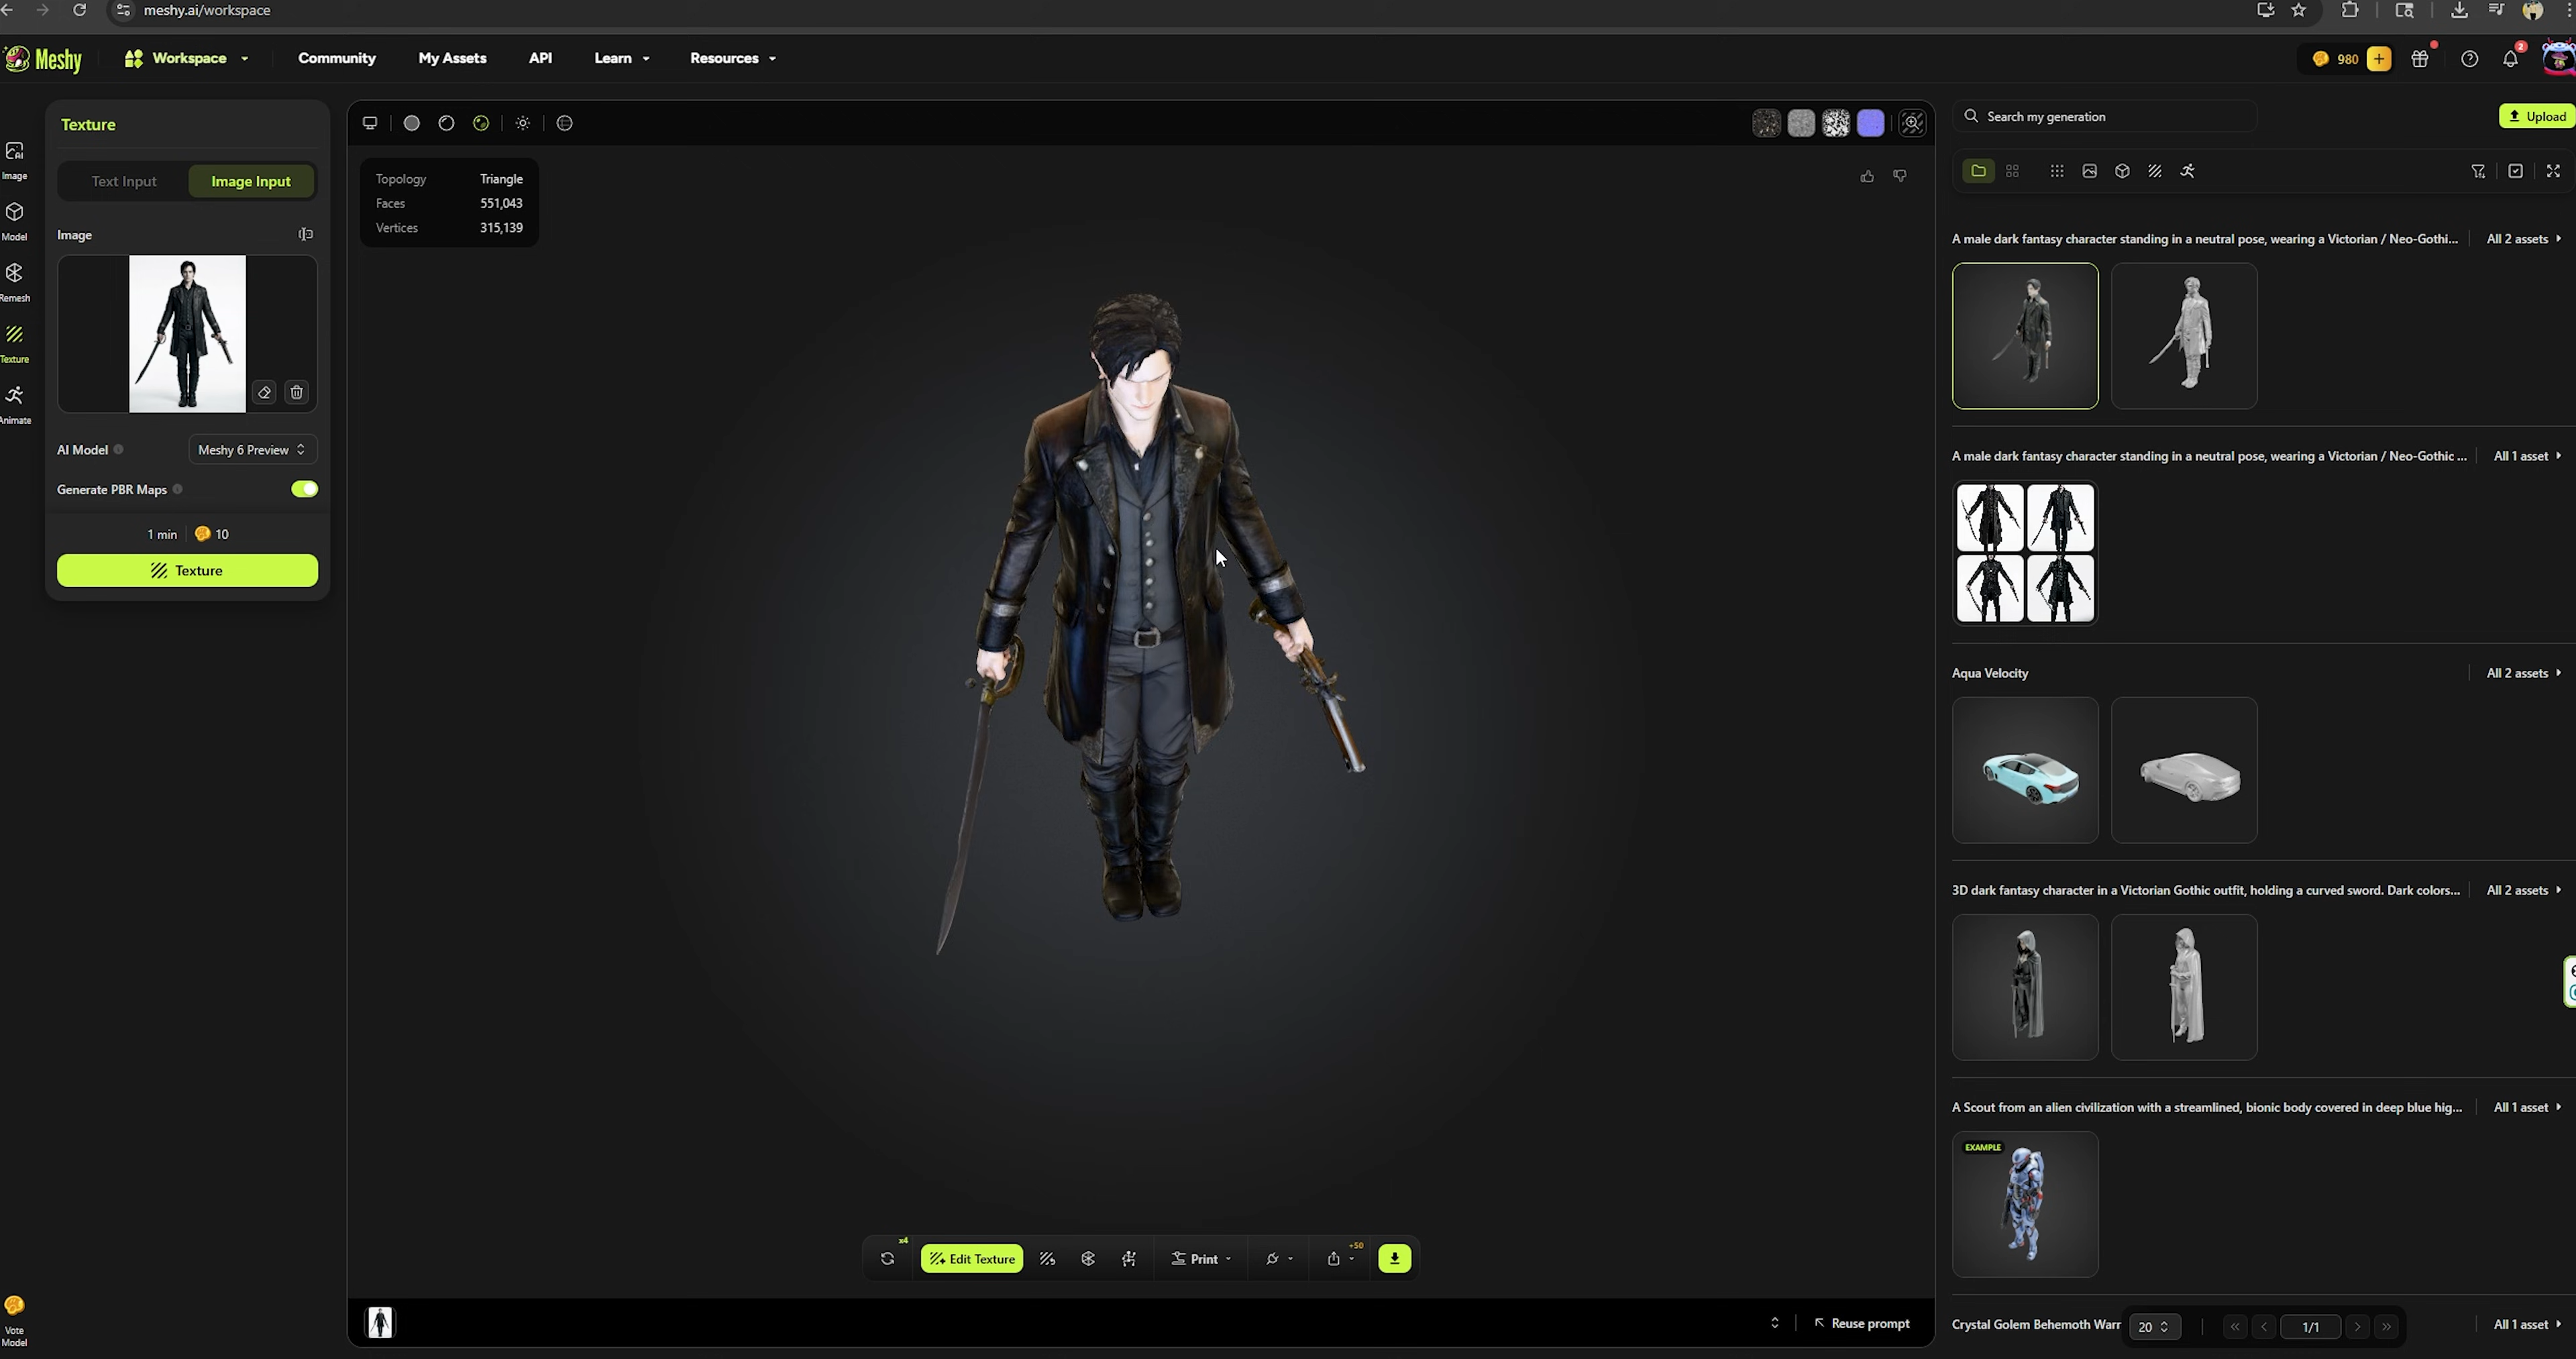 meshy.ai/workspace
Meshy
Workspace
Community
My Assets
API
Learn
Resources
980
2
Texture
Text Input
Image Input
Image
AI Model
Meshy 6 Preview
Generate PBR Maps
1 min
10
Texture
AI
Image
Model
Remesh
Texture
Animate
Vote
Model
Topology Triangle
Faces 551,043
Vertices 315,139
x4
Edit Texture
Print
+50
Reuse prompt
Search my generation
Upload
A male dark fantasy character standing in a neutral pose, wearing a Victorian / Neo-Gothi...
All 2 assets
A male dark fantasy character standing in a neutral pose, wearing a Victorian / Neo-Gothic ...
All 1 asset
Aqua Velocity
All 2 assets
3D dark fantasy character in a Victorian Gothic outfit, holding a curved sword. Dark colors...
All 2 assets
A Scout from an alien civilization with a streamlined, bionic body covered in deep blue hig...
All 1 asset
EXAMPLE
Crystal Golem Behemoth Warr
20
1/1
All 1 asset